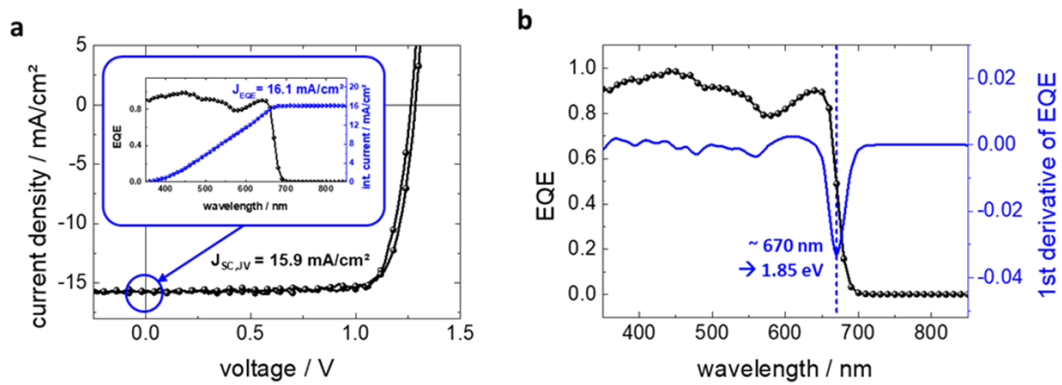 a
5
0
-5
-10
-15
current density / mA/cm²
0.0
0.5
1.0
1.5
voltage / V
J_EQE = 16.1 mA/cm²
0.8
0.4
0.0
EQE
20
16
12
8
4
0
int. current / mA/cm²
400
500
600
700
800
wavelength / nm
J_SC,JV = 15.9 mA/cm²
b
1.0
0.8
0.6
0.4
0.2
0.0
EQE
0.02
0.00
-0.02
-0.04
1st derivative of EQE
~ 670 nm
→ 1.85 eV
400
500
600
700
800
wavelength / nm